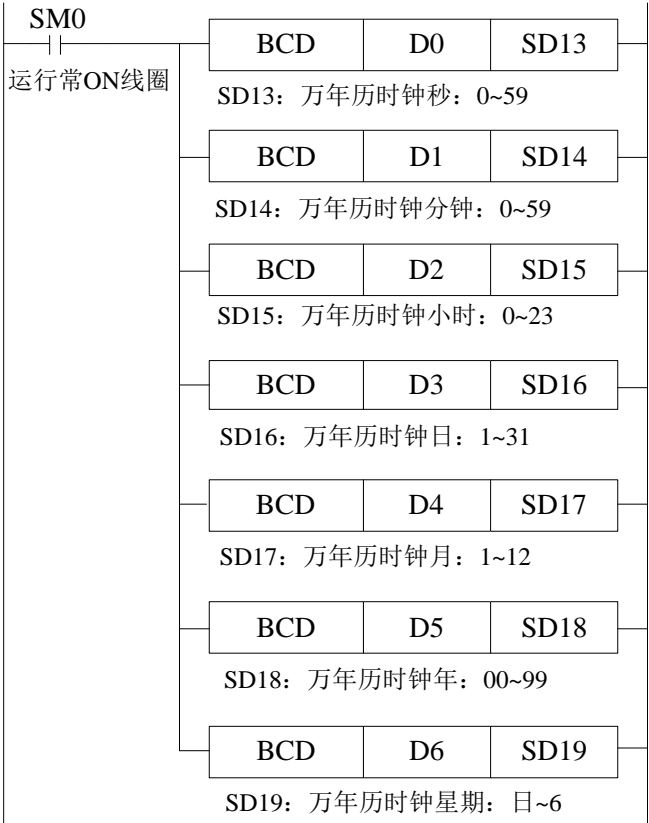 SM0
BCD D0 SD13
运行常ON线圈
SD13：万年历时钟秒：0~59
BCD D1 SD14
SD14：万年历时钟分钟：0~59
BCD D2 SD15
SD15：万年历时钟小时：0~23
BCD D3 SD16
SD16：万年历时钟日：1~31
BCD D4 SD17
SD17：万年历时钟月：1~12
BCD D5 SD18
SD18：万年历时钟年：00~99
BCD D6 SD19
SD19：万年历时钟星期：日~6